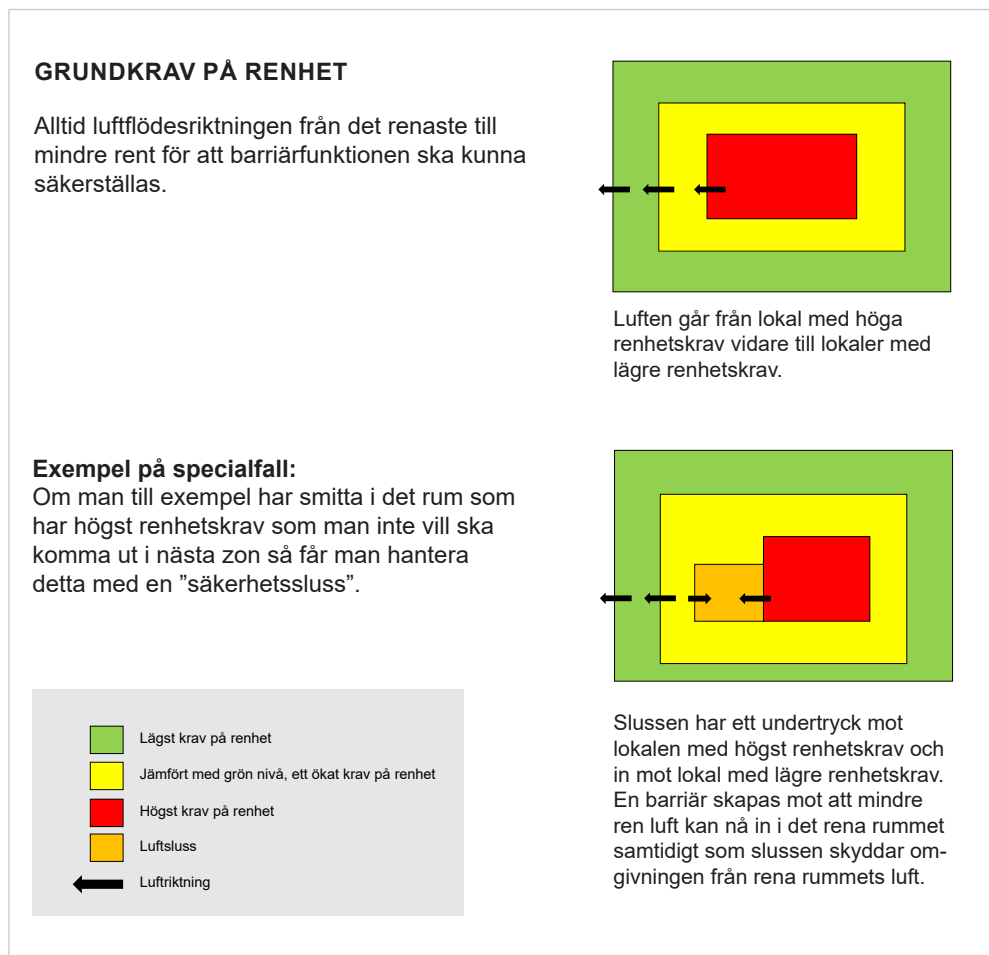 GRUNDKRAV PÅ RENHET
Alltid luftflödesriktningen från det renaste till
mindre rent för att barriärfunktionen ska kunna
säkerställas.
Luften går från lokal med höga
renhetskrav vidare till lokaler med
lägre renhetskrav.
Exempel på specialfall:
Om man till exempel har smitta i det rum som
har högst renhetskrav som man inte vill ska
komma ut i nästa zon så får man hantera
detta med en ”säkerhetssluss”.
Slussen har ett undertryck mot
lokalen med högst renhetskrav och
in mot lokal med lägre renhetskrav.
En barriär skapas mot att mindre
ren luft kan nå in i det rena rummet
samtidigt som slussen skyddar om-
givningen från rena rummets luft.
Lägst krav på renhet
Jämfört med grön nivå, ett ökat krav på renhet
Högst krav på renhet
Luftsluss
Luftriktning